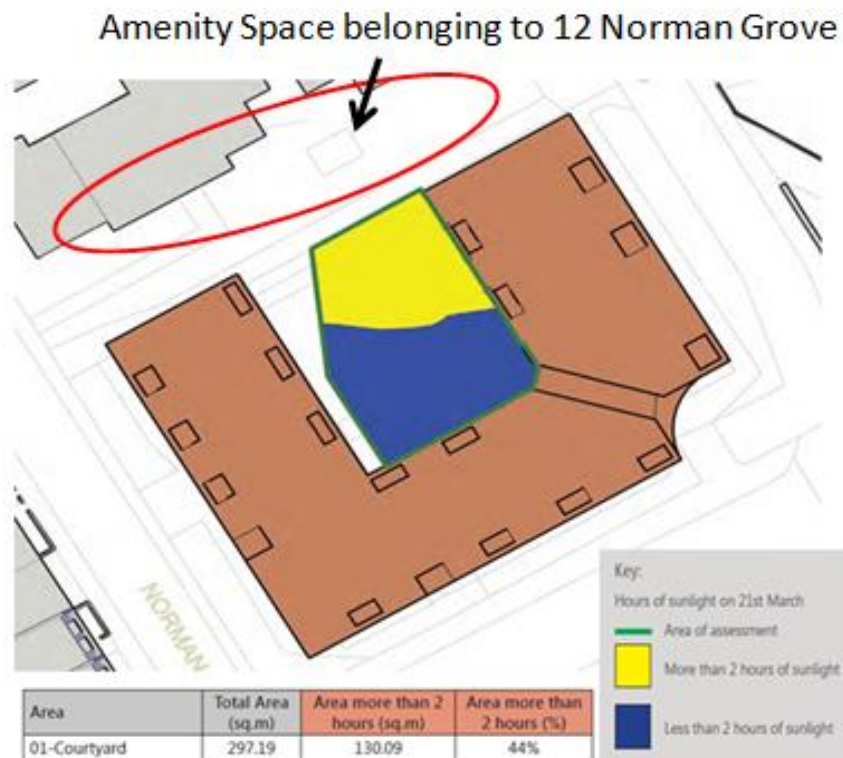 Amenity Space belonging to 12 Norman Grove
NORMAN
Key:
Hours of sunlight on 21st March
Area of assessment
More than 2 hours of sunlight
Less than 2 hours of sunlight
Area
Total Area
(sq.m)
Area more than 2
hours (sq.m)
Area more than
2 hours (%)
01-Courtyard
297.19
130.09
44%